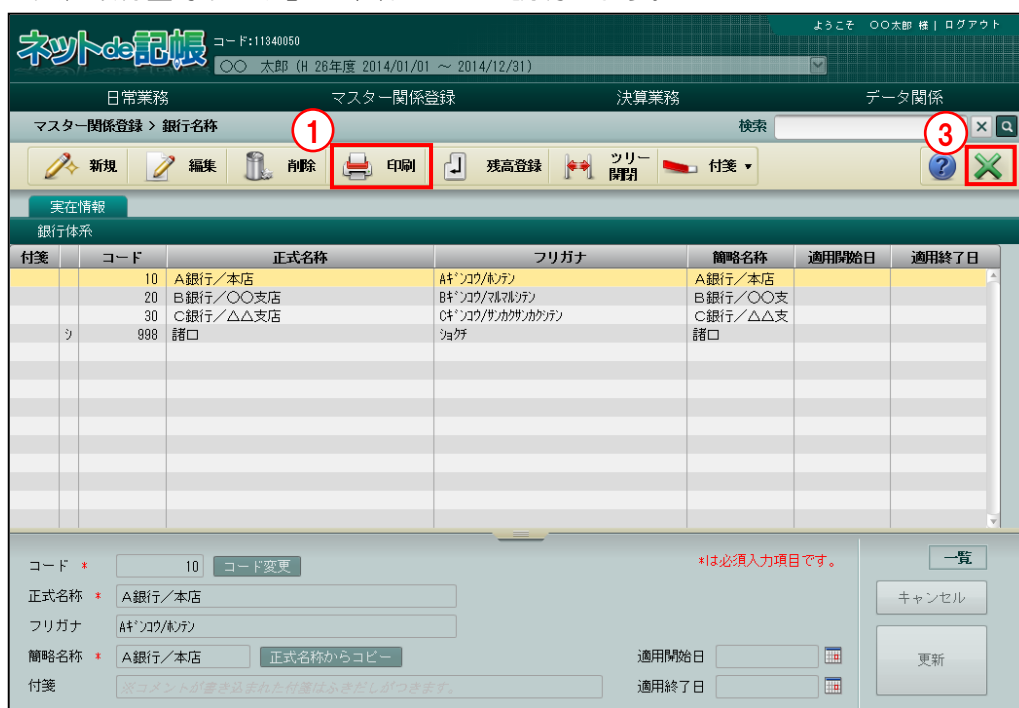 ようこそ 〇〇太郎 様 | ログアウト
ネットde記帳
コード:11340050
〇〇 太郎 (H 26年度 2014/01/01 ～ 2014/12/31)
日常業務 マスター関係登録 決算業務 データ関係
マスター関係登録 > 銀行名称 検索
① ③
新規 編集 削除 印刷 残高登録 ツリー開閉 付箋
実在情報
銀行体系
付箋 コード 正式名称 フリガナ 簡略名称 適用開始日 適用終了日
10 A銀行／本店 Aｷﾞﾝｺｳ/ﾎﾝﾃﾝ A銀行／本店
20 B銀行／〇〇支店 Bｷﾞﾝｺｳ/ﾏﾙﾏﾙｼﾃﾝ B銀行／〇〇支
30 C銀行／△△支店 Cｷﾞﾝｺｳ/ｻﾝｶｸｻﾝｶｸｼﾃﾝ C銀行／△△支
ｼ 998 諸口 ｼｮｸﾁ 諸口
コード * 10 コード変更 *は必須入力項目です。 一覧
正式名称 * A銀行／本店 キャンセル
フリガナ Aｷﾞﾝｺｳ/ﾎﾝﾃﾝ
簡略名称 * A銀行／本店 正式名称からコピー 適用開始日 更新
付箋 ※コメントが書き込まれた付箋はふきだしがつきます。 適用終了日